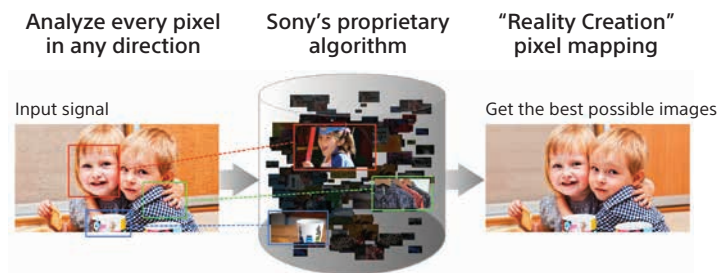 Analyze every pixel
in any direction
Sony’s proprietary
algorithm
“Reality Creation”
pixel mapping
Input signal
Get the best possible images